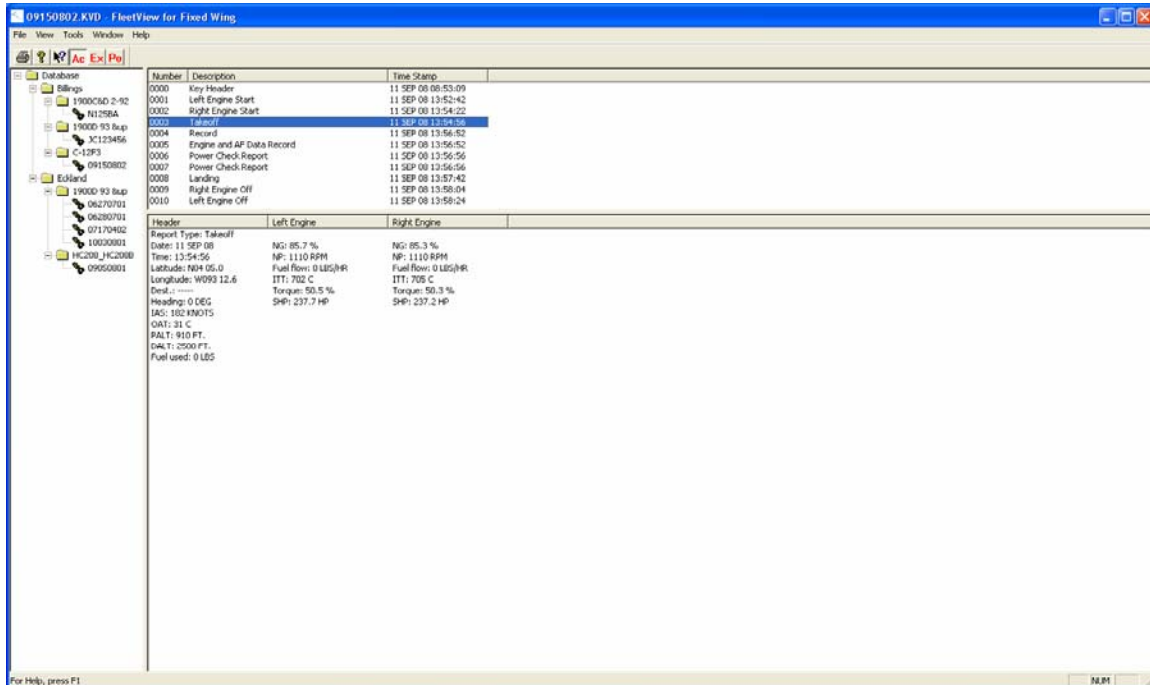 09150802.KVD - FleetView for Fixed Wing
File View Tools Window Help
Ac Ex Po
Database
Billings
1900C&D 2-92
N125BA
1900D 93 &up
JC123456
C-12F3
09150802
Eckland
1900D 93 &up
06270701
06280701
07170402
10030801
HC208_HC208B
09050801
Number Description Time Stamp
0000 Key Header 11 SEP 08 08:53:09
0001 Left Engine Start 11 SEP 08 13:52:42
0002 Right Engine Start 11 SEP 08 13:54:22
0003 Takeoff 11 SEP 08 13:54:56
0004 Record 11 SEP 08 13:56:52
0005 Engine and AF Data Record 11 SEP 08 13:56:52
0006 Power Check Report 11 SEP 08 13:56:56
0007 Power Check Report 11 SEP 08 13:56:56
0008 Landing 11 SEP 08 13:57:42
0009 Right Engine Off 11 SEP 08 13:58:04
0010 Left Engine Off 11 SEP 08 13:58:24
Header Left Engine Right Engine
Report Type: Takeoff
Date: 11 SEP 08 NG: 85.7 % NG: 85.3 %
Time: 13:54:56 NP: 1110 RPM NP: 1110 RPM
Latitude: N04 05.0 Fuel flow: 0 LBS/HR Fuel flow: 0 LBS/HR
Longitude: W093 12.6 ITT: 702 C ITT: 705 C
Dest.: ----- Torque: 50.5 % Torque: 50.3 %
Heading: 0 DEG SHP: 237.7 HP SHP: 237.2 HP
IAS: 182 KNOTS
OAT: 31 C
PALT: 910 FT.
DALT: 2500 FT.
Fuel used: 0 LBS
For Help, press F1 NUM